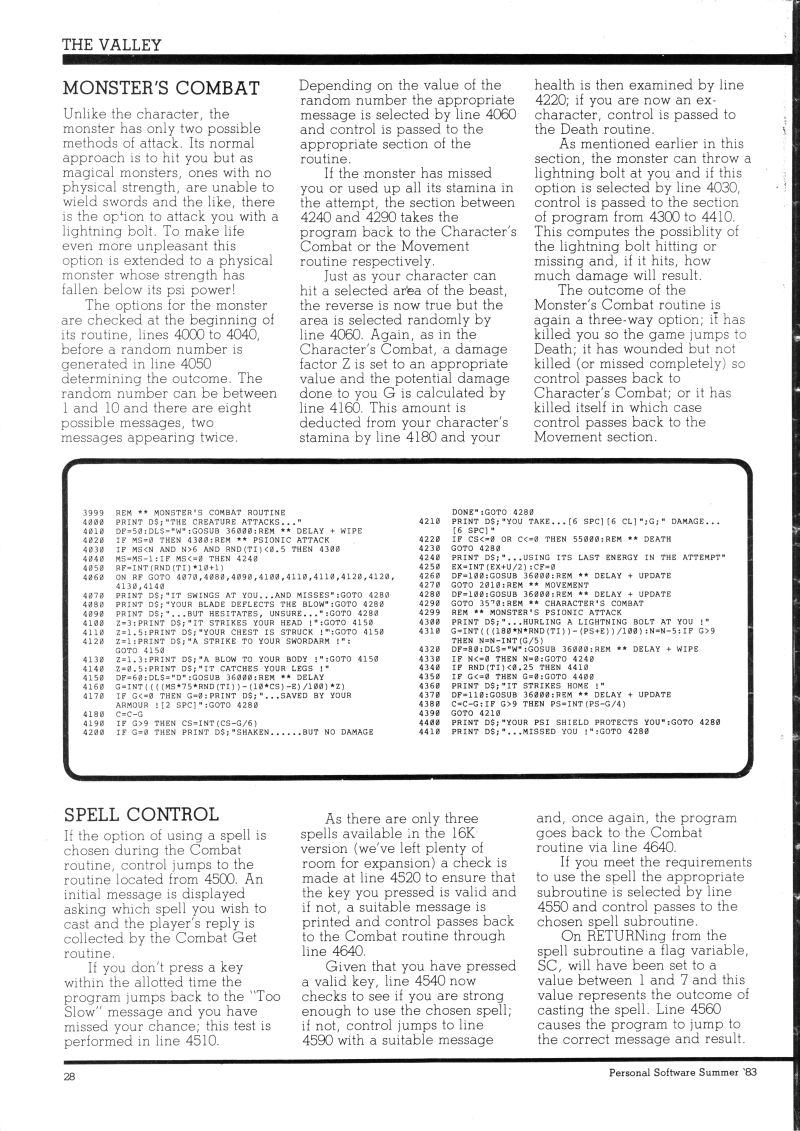 THE VALLEY
MONSTER'S COMBAT
Unlike the character, the
monster has only two possible
methods of attack. Its normal
approach is to hit you but as
magical monsters, ones with no
physical strength, are unable to
wield swords and the like, there
is the option to attack you with a
lightning bolt. To make life
even more unpleasant this
option is extended to a physical
monster whose strength has
fallen below its psi power!
The options for the monster
are checked at the beginning of
its routine, lines 4000 to 4040,
before a random number is
generated in line 4050
determining the outcome. The
random number can be between
1 and 10 and there are eight
possible messages, two
messages appearing twice.
Depending on the value of the
random number the appropriate
message is selected by line 4060
and control is passed to the
appropriate section of the
routine.
If the monster has missed
you or used up all its stamina in
the attempt, the section between
4240 and 4290 takes the
program back to the Character's
Combat or the Movement
routine respectively.
Just as your character can
hit a selected area of the beast,
the reverse is now true but the
area is selected randomly by
line 4060. Again, as in the
Character's Combat, a damage
factor Z is set to an appropriate
value and the potential damage
done to you G is calculated by
line 4160. This amount is
deducted from your character's
stamina by line 4180 and your
health is then examined by line
4220; if you are now an ex-
character, control is passed to
the Death routine.
As mentioned earlier in this
section, the monster can throw a
lightning bolt at you and if this
option is selected by line 4030,
control is passed to the section
of program from 4300 to 4410.
This computes the possiblity of
the lightning bolt hitting or
missing and, if it hits, how
much damage will result.
The outcome of the
Monster's Combat routine is
again a three-way option; it has
killed you so the game jumps to
Death; it has wounded but not
killed (or missed completely) so
control passes back to
Character's Combat; or it has
killed itself in which case
control passes back to the
Movement section.
3999 REM ** MONSTER'S COMBAT ROUTINE
4000 PRINT D$;"THE CREATURE ATTACKS..."
4010 DF=50:DL$="W":GOSUB 36000:REM ** DELAY + WIPE
4020 IF MS=0 THEN 4300:REM ** PSIONIC ATTACK
4030 IF MS<N AND N>6 AND RND(TI)<0.5 THEN 4300
4040 MS=MS-1:IF MS<=0 THEN 4240
4050 RF=INT(RND(TI)*10+1)
4060 ON RF GOTO 4070,4080,4090,4100,4110,4110,4120,4120,
4130,4140
4070 PRINT D$;"IT SWINGS AT YOU...AND MISSES":GOTO 4280
4080 PRINT D$;"YOUR BLADE DEFLECTS THE BLOW":GOTO 4280
4090 PRINT D$;"...BUT HESITATES, UNSURE...":GOTO 4280
4100 Z=3:PRINT D$;"IT STRIKES YOUR HEAD !":GOTO 4150
4110 Z=1.5:PRINT D$;"YOUR CHEST IS STRUCK !":GOTO 4150
4120 Z=1:PRINT D$;"A STRIKE TO YOUR SWORDARM !":
GOTO 4150
4130 Z=1.3:PRINT D$;"A BLOW TO YOUR BODY !":GOTO 4150
4140 Z=0.5:PRINT D$;"IT CATCHES YOUR LEGS !"
4150 DF=60:DL$="D":GOSUB 36000:REM ** DELAY
4160 G=INT((((MS*75*RND(TI))-(10*CS)-E)/100)*Z)
4170 IF G<=0 THEN G=0:PRINT D$;"...SAVED BY YOUR
ARMOUR ![2 SPC]":GOTO 4280
4180 C=C-G
4190 IF G>9 THEN CS=INT(CS-G/6)
4200 IF G=0 THEN PRINT D$;"SHAKEN......BUT NO DAMAGE
DONE":GOTO 4280
4210 PRINT D$;"YOU TAKE...[6 SPC][6 CL]";G;" DAMAGE...
[6 SPC]"
4220 IF CS<=0 OR C<=0 THEN 55000:REM ** DEATH
4230 GOTO 4280
4240 PRINT D$;"...USING ITS LAST ENERGY IN THE ATTEMPT"
4250 EX=INT(EX+U/2):CF=0
4260 DF=100:GOSUB 36000:REM ** DELAY + UPDATE
4270 GOTO 2010:REM ** MOVEMENT
4280 DF=100:GOSUB 36000:REM ** DELAY + UPDATE
4290 GOTO 3570:REM ** CHARACTER'S COMBAT
4299 REM ** MONSTER'S PSIONIC ATTACK
4300 PRINT D$;"...HURLING A LIGHTNING BOLT AT YOU !"
4310 G=INT(((180*N*RND(TI))-(PS+E))/100):N=N-5:IF G>9
THEN N=N-INT(G/5)
4320 DF=80:DL$="W":GOSUB 36000:REM ** DELAY + WIPE
4330 IF N<=0 THEN N=0:GOTO 4240
4340 IF RND(TI)<0.25 THEN 4410
4350 IF G<=0 THEN G=0:GOTO 4400
4360 PRINT D$;"IT STRIKES HOME !"
4370 DF=110:GOSUB 36000:REM ** DELAY + UPDATE
4380 C=C-G:IF G>9 THEN PS=INT(PS-G/4)
4390 GOTO 4210
4400 PRINT D$;"YOUR PSI SHIELD PROTECTS YOU":GOTO 4280
4410 PRINT D$;"...MISSED YOU !":GOTO 4280
SPELL CONTROL
If the option of using a spell is
chosen during the Combat
routine, control jumps to the
routine located from 4500. An
initial message is displayed
asking which spell you wish to
cast and the player's reply is
collected by the Combat Get
routine.
If you don't press a key
within the allotted time the
program jumps back to the "Too
Slow" message and you have
missed your chance; this test is
performed in line 4510.
As there are only three
spells available in the 16K
version (we've left plenty of
room for expansion) a check is
made at line 4520 to ensure that
the key you pressed is valid and
if not, a suitable message is
printed and control passes back
to the Combat routine through
line 4640.
Given that you have pressed
a valid key, line 4540 now
checks to see if you are strong
enough to use the chosen spell;
if not, control jumps to line
4590 with a suitable message
and, once again, the program
goes back to the Combat
routine via line 4640.
If you meet the requirements
to use the spell the appropriate
subroutine is selected by line
4550 and control passes to the
chosen spell subroutine.
On RETURNing from the
spell subroutine a flag variable,
SC, will have been set to a
value between 1 and 7 and this
value represents the outcome of
casting the spell. Line 4560
causes the program to jump to
the correct message and result.
28
Personal Software Summer '83